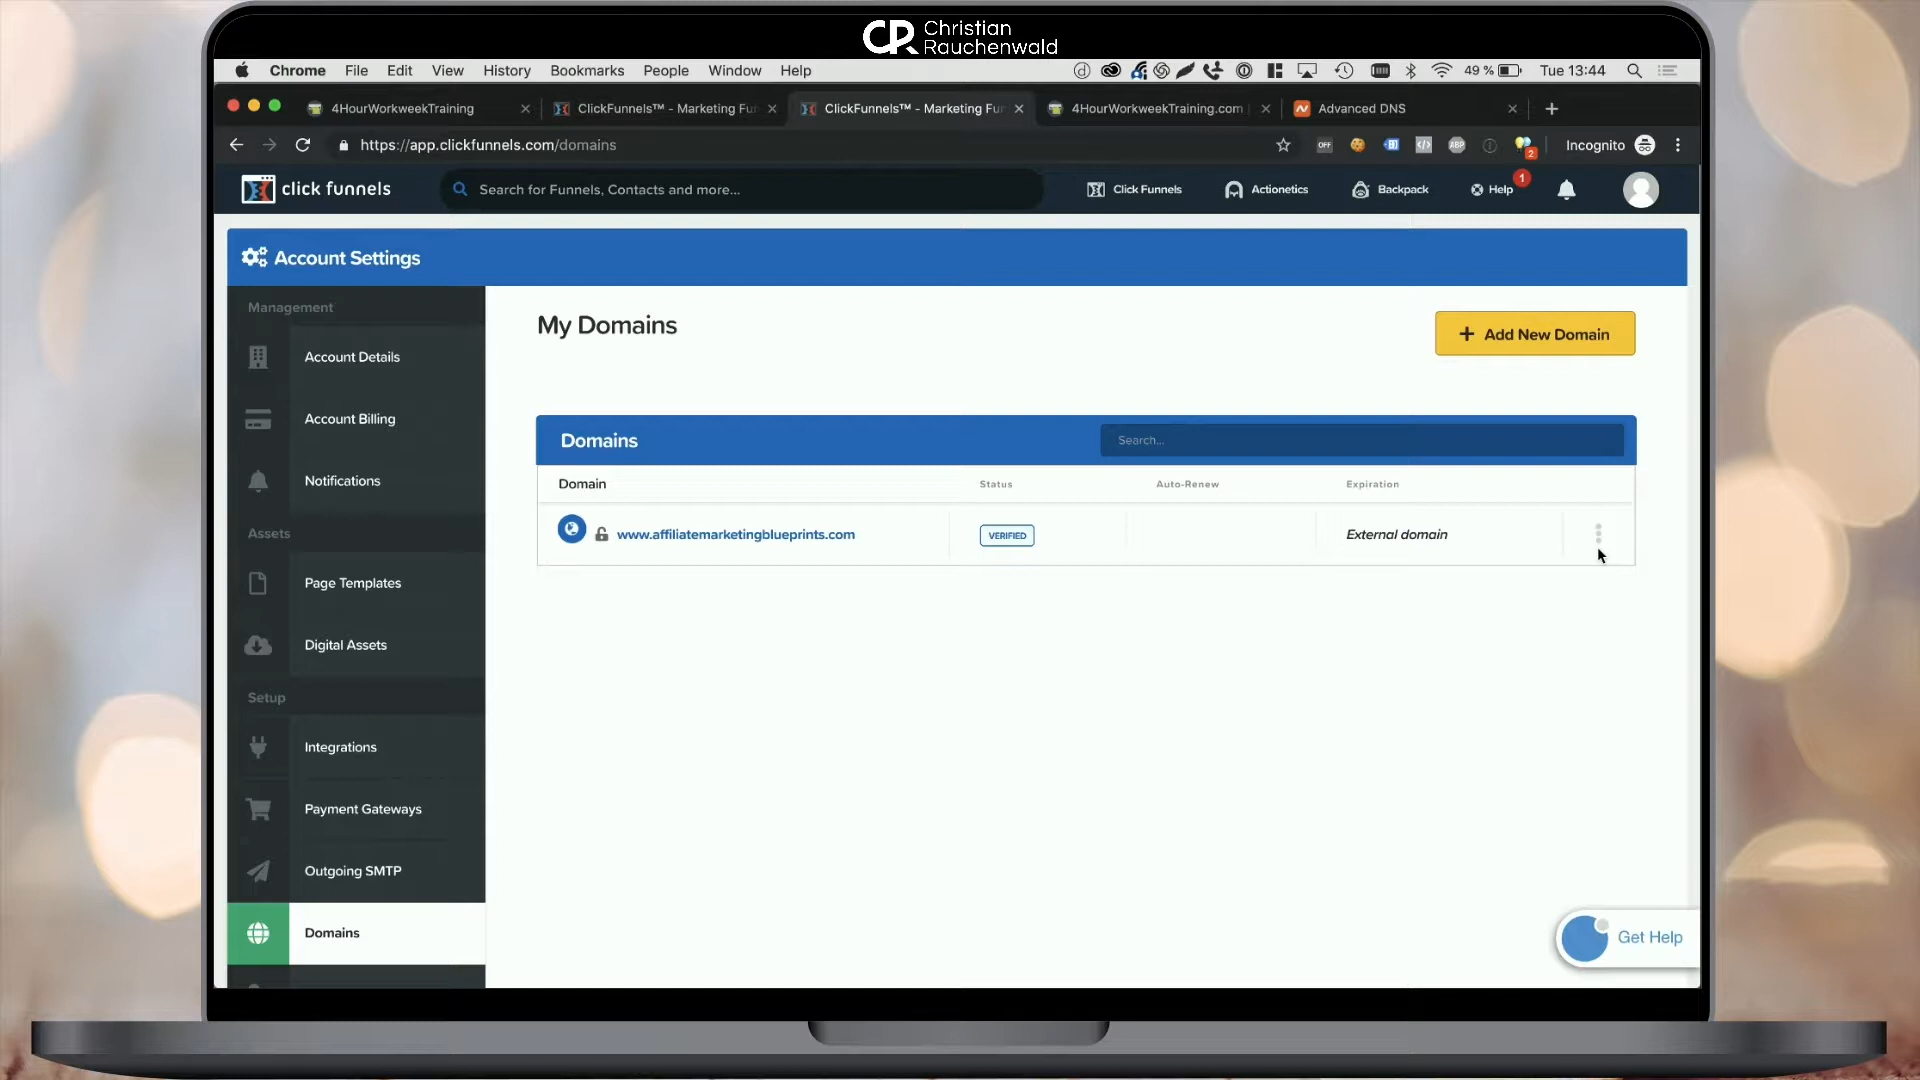 Christian
Rauchenwald
Chrome File Edit View History Bookmarks People Window Help
49 % Tue 13:44
4HourWorkweekTraining
ClickFunnels™ - Marketing Fu
ClickFunnels™ - Marketing Fu
4HourWorkweekTraining.com
Advanced DNS
https://app.clickfunnels.com/domains
OFF
ABP
2
Incognito
click funnels
Search for Funnels, Contacts and more...
Click Funnels
Actionetics
Backpack
Help
1
Account Settings
Management
Account Details
Account Billing
Notifications
Assets
Page Templates
Digital Assets
Setup
Integrations
Payment Gateways
Outgoing SMTP
Domains
My Domains
+ Add New Domain
Domains
Search...
Domain Status Auto-Renew Expiration
www.affiliatemarketingblueprints.com VERIFIED External domain
Get Help